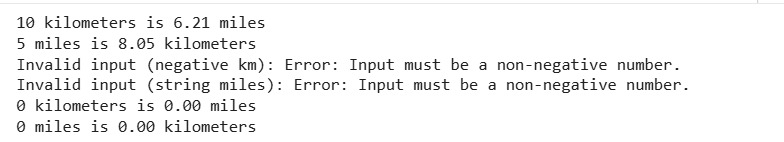 10 kilometers is 6.21 miles
5 miles is 8.05 kilometers
Invalid input (negative km): Error: Input must be a non-negative number.
Invalid input (string miles): Error: Input must be a non-negative number.
0 kilometers is 0.00 miles
0 miles is 0.00 kilometers